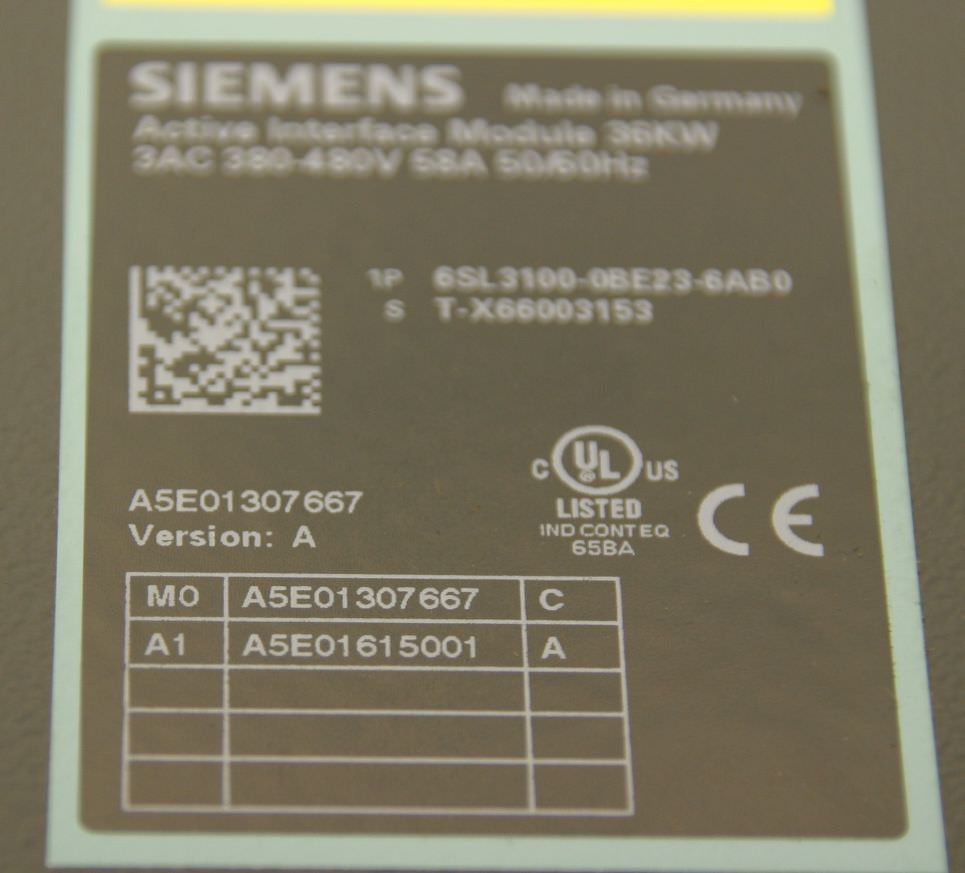 SIEMENS Made in Germany
Active Interface Module 36KW
3AC 380-480V 58A 50/60Hz
1P 6SL3100-0BE23-6AB0
S T-X66003153
C UL US
LISTED
IND CONT EQ
65BA
CE
A5E01307667
Version: A
M0 A5E01307667 C
A1 A5E01615001 A